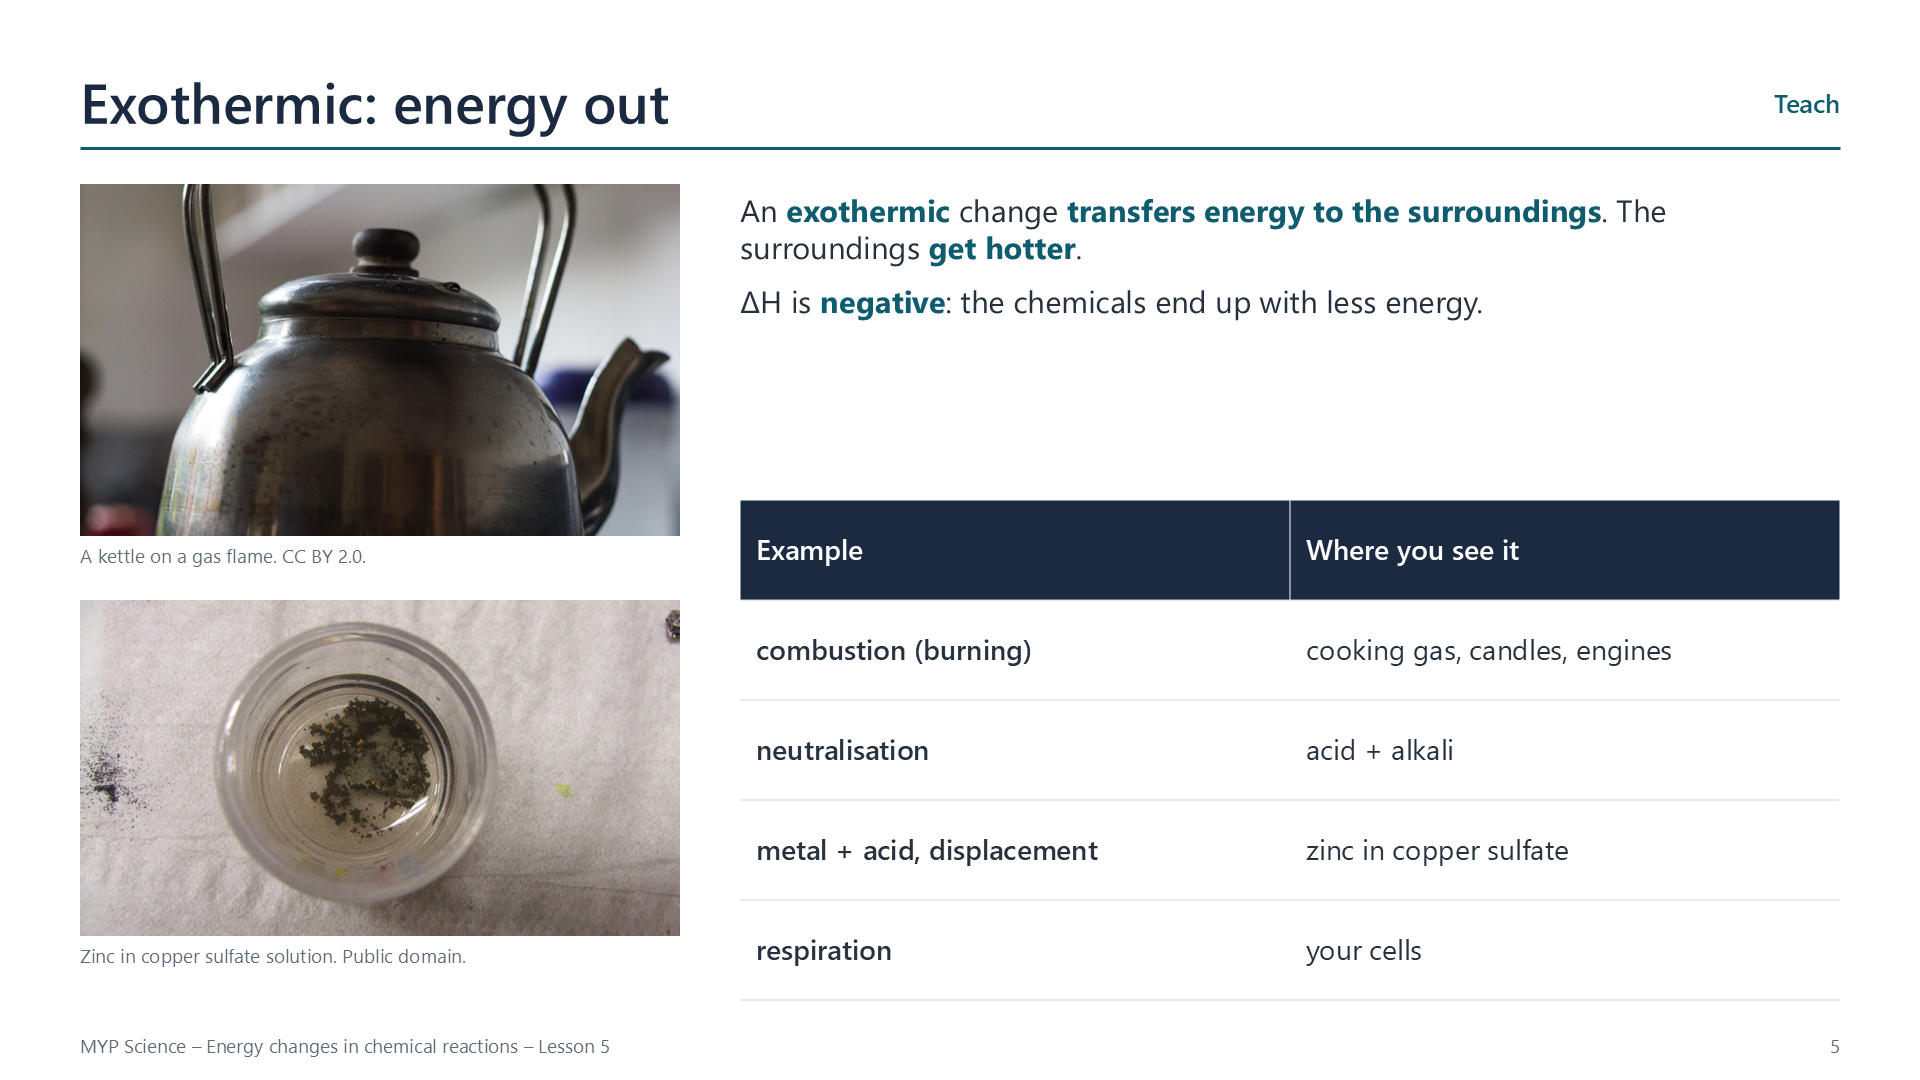 Exothermic: energy out
Teach
A kettle on a gas flame. CC BY 2.0.
Zinc in copper sulfate solution. Public domain.
An exothermic change transfers energy to the surroundings. The
surroundings get hotter.
ΔH is negative: the chemicals end up with less energy.
Example Where you see it
combustion (burning) cooking gas, candles, engines
neutralisation acid + alkali
metal + acid, displacement zinc in copper sulfate
respiration your cells
MYP Science – Energy changes in chemical reactions – Lesson 5
5